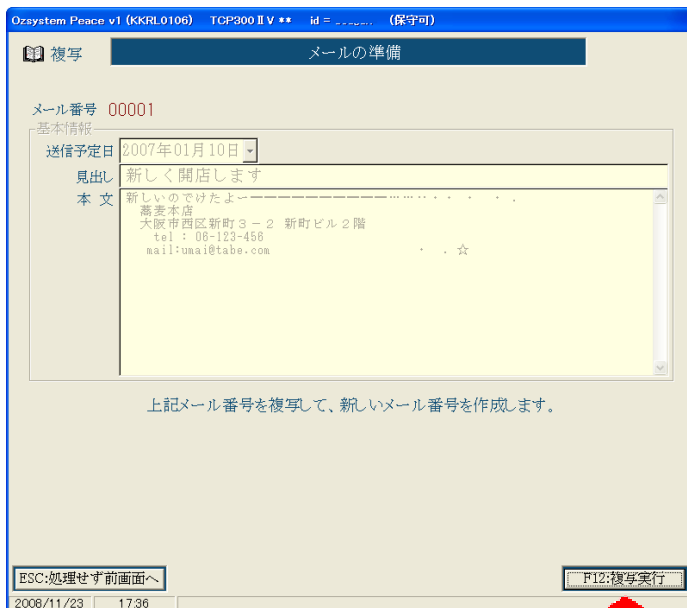 Ozsystem Peace v1 (KKRL0106) TCP300ⅡV ** id = (保守可)
複写
メールの準備
メール番号 00001
基本情報
送信予定日 2007年01月10日
見出し 新しく開店します
本 文 新しいのでけたよーーーーーーーーーーーーー……‥・・ ・ ・ .
蕎麦本店
大阪市西区新町3-2 新町ビル2階
tel : 06-123-456
mail:umai@tabe.com ・ . ☆
上記メール番号を複写して、新しいメール番号を作成します。
ESC:処理せず前画面へ
F12:複写実行
2008/11/23 17:36